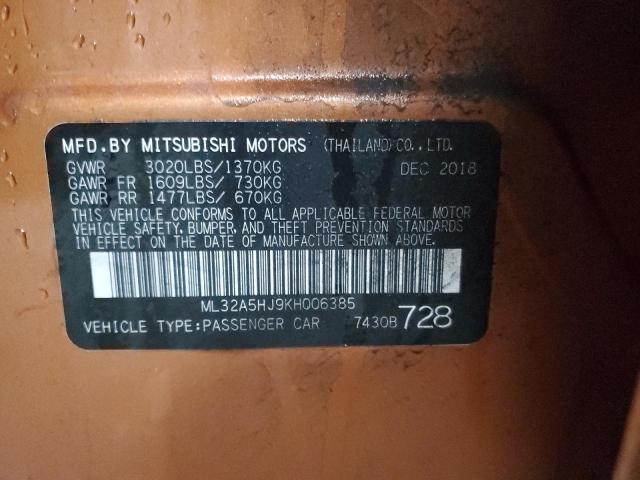 MFD.BY MITSUBISHI MOTORS (THAILAND)CO.,LTD.
GVWR 3020LBS/1370KG DEC 2018
GAWR FR 1609LBS/ 730KG
GAWR RR 1477LBS/ 670KG
THIS VEHICLE CONFORMS TO ALL APPLICABLE FEDERAL MOTOR
VEHICLE SAFETY, BUMPER, AND THEFT PREVENTION STANDARDS
IN EFFECT ON THE DATE OF MANUFACTURE SHOWN ABOVE.
ML32A5HJ9KH006385
VEHICLE TYPE:PASSENGER CAR 7430B 728